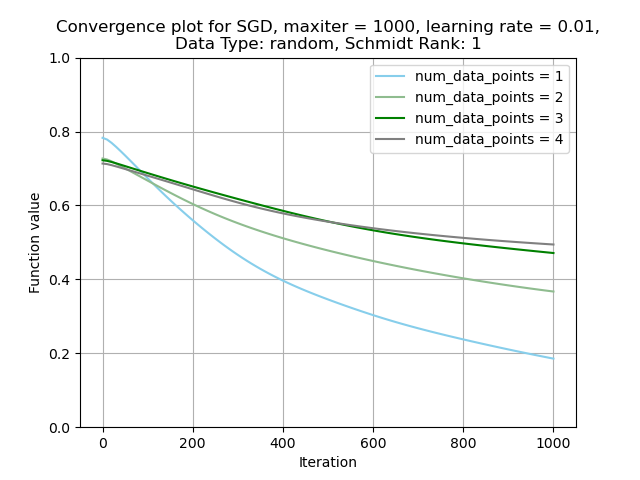 Convergence plot for SGD, maxiter = 1000, learning rate = 0.01,
Data Type: random, Schmidt Rank: 1
num_data_points = 1
num_data_points = 2
num_data_points = 3
num_data_points = 4
Function value
1.0
0.8
0.6
0.4
0.2
0.0
0 200 400 600 800 1000
Iteration